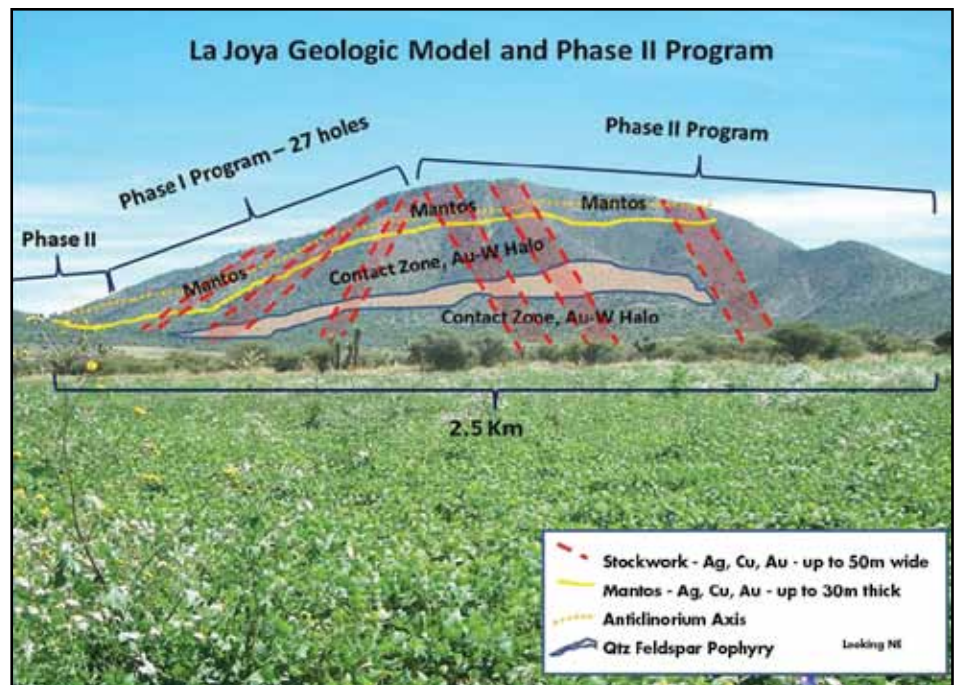 La Joya Geologic Model and Phase II Program
Phase I Program – 27 holes
Phase II Program
Phase II
Mantos
Mantos
Mantos
Contact Zone, Au-W Halo
Contact Zone, Au-W Halo
2.5 Km
Stockwork - Ag, Cu, Au - up to 50m wide
Mantos - Ag, Cu, Au - up to 30m thick
Anticlinorium Axis
Qtz Feldspar Pophyry
Looking NE